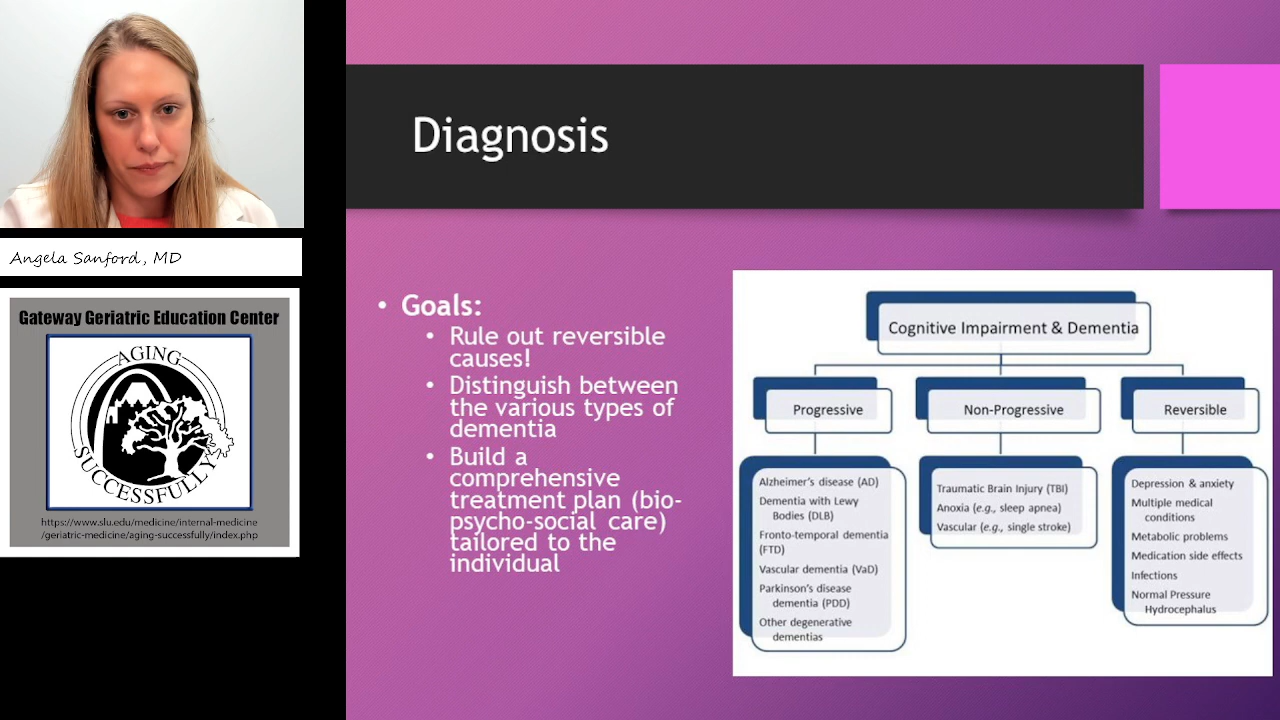 Angela Sanford, MD
Gateway Geriatric Education Center
AGING
SUCCESSFULLY
https://www.slu.edu/medicine/internal-medicine
/geriatric-medicine/aging-successfully/index.php
Diagnosis
• Goals:
• Rule out reversible
causes!
• Distinguish between
the various types of
dementia
• Build a
comprehensive
treatment plan (bio-
psycho-social care)
tailored to the
individual
Cognitive Impairment & Dementia
Progressive
Alzheimer's disease (AD)
Dementia with Lewy
Bodies (DLB)
Fronto-temporal dementia
(FTD)
Vascular dementia (VaD)
Parkinson's disease
dementia (PDD)
Other degenerative
dementias
Non-Progressive
Traumatic Brain Injury (TBI)
Anoxia (e.g., sleep apnea)
Vascular (e.g., single stroke)
Reversible
Depression & anxiety
Multiple medical
conditions
Metabolic problems
Medication side effects
Infections
Normal Pressure
Hydrocephalus